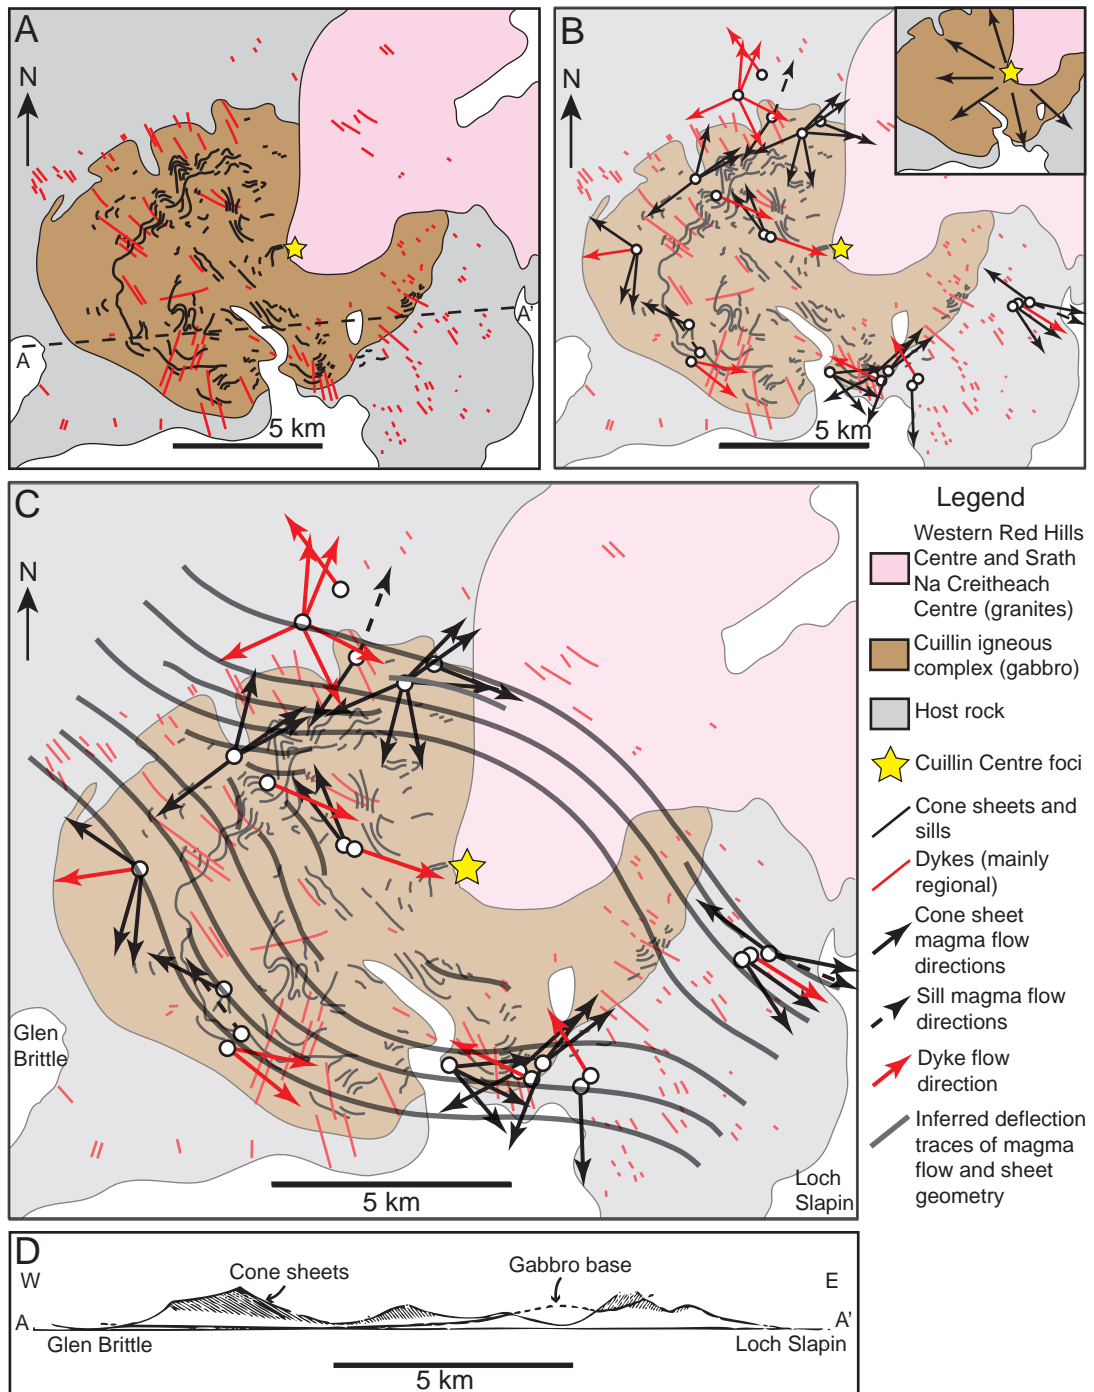 A
N
A
A'
5 km
B
N
5 km
C
N
Glen
Brittle
5 km
Loch
Slapin
Legend
Western Red Hills
Centre and Srath
Na Creitheach
Centre (granites)
Cuillin igneous
complex (gabbro)
Host rock
Cuillin Centre foci
Cone sheets and
sills
Dykes (mainly
regional)
Cone sheet
magma flow
directions
Sill magma flow
directions
Dyke flow
direction
Inferred deflection
traces of magma
flow and sheet
geometry
D
W
Cone sheets
Gabbro base
E
A
A'
Glen Brittle
Loch Slapin
5 km